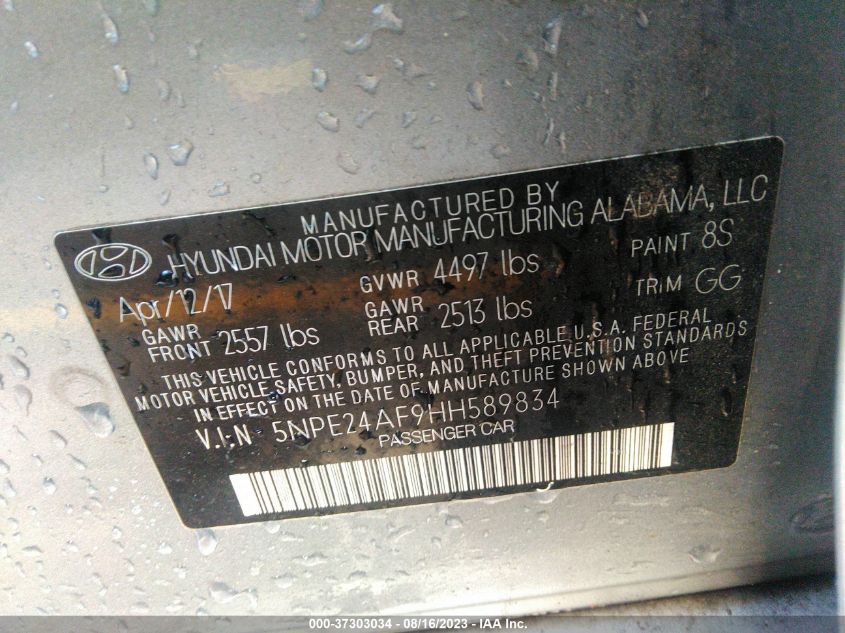 MANUFACTURED BY
HYUNDAI MOTOR MANUFACTURING ALABAMA, LLC
Apr/12/17 GVWR 4497 lbs PAINT 8S
GAWR FRONT 2557 lbs GAWR REAR 2513 lbs TRIM GG
THIS VEHICLE CONFORMS TO ALL APPLICABLE U.S.A. FEDERAL
MOTOR VEHICLE SAFETY, BUMPER, AND THEFT PREVENTION STANDARDS
IN EFFECT ON THE DATE OF MANUFACTURE SHOWN ABOVE
V.I.N 5NPE24AF9HH589834
PASSENGER CAR
000-37303034 - 08/16/2023 - IAA Inc.